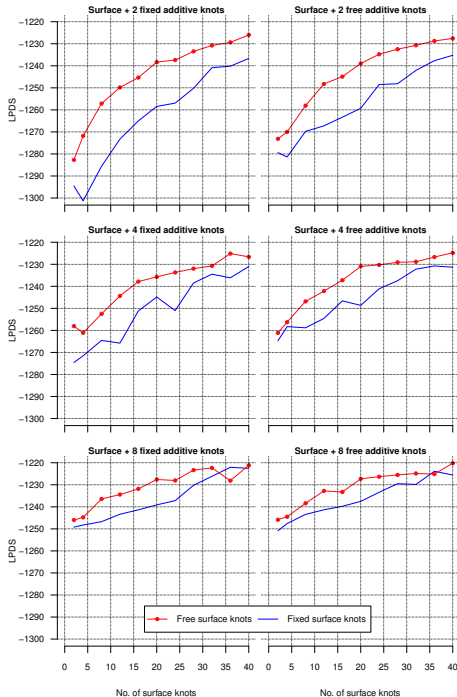 Surface + 2 fixed additive knots
Surface + 2 free additive knots
LPDS
−1220
−1230
−1240
−1250
−1260
−1270
−1280
−1290
−1300
Surface + 4 fixed additive knots
Surface + 4 free additive knots
LPDS
−1220
−1230
−1240
−1250
−1260
−1270
−1280
−1290
−1300
Surface + 8 fixed additive knots
Surface + 8 free additive knots
LPDS
−1220
−1230
−1240
−1250
−1260
−1270
−1280
−1290
−1300
Free surface knots
Fixed surface knots
0 5 10 15 20 25 30 35 40
0 5 10 15 20 25 30 35 40
No. of surface knots
No. of surface knots